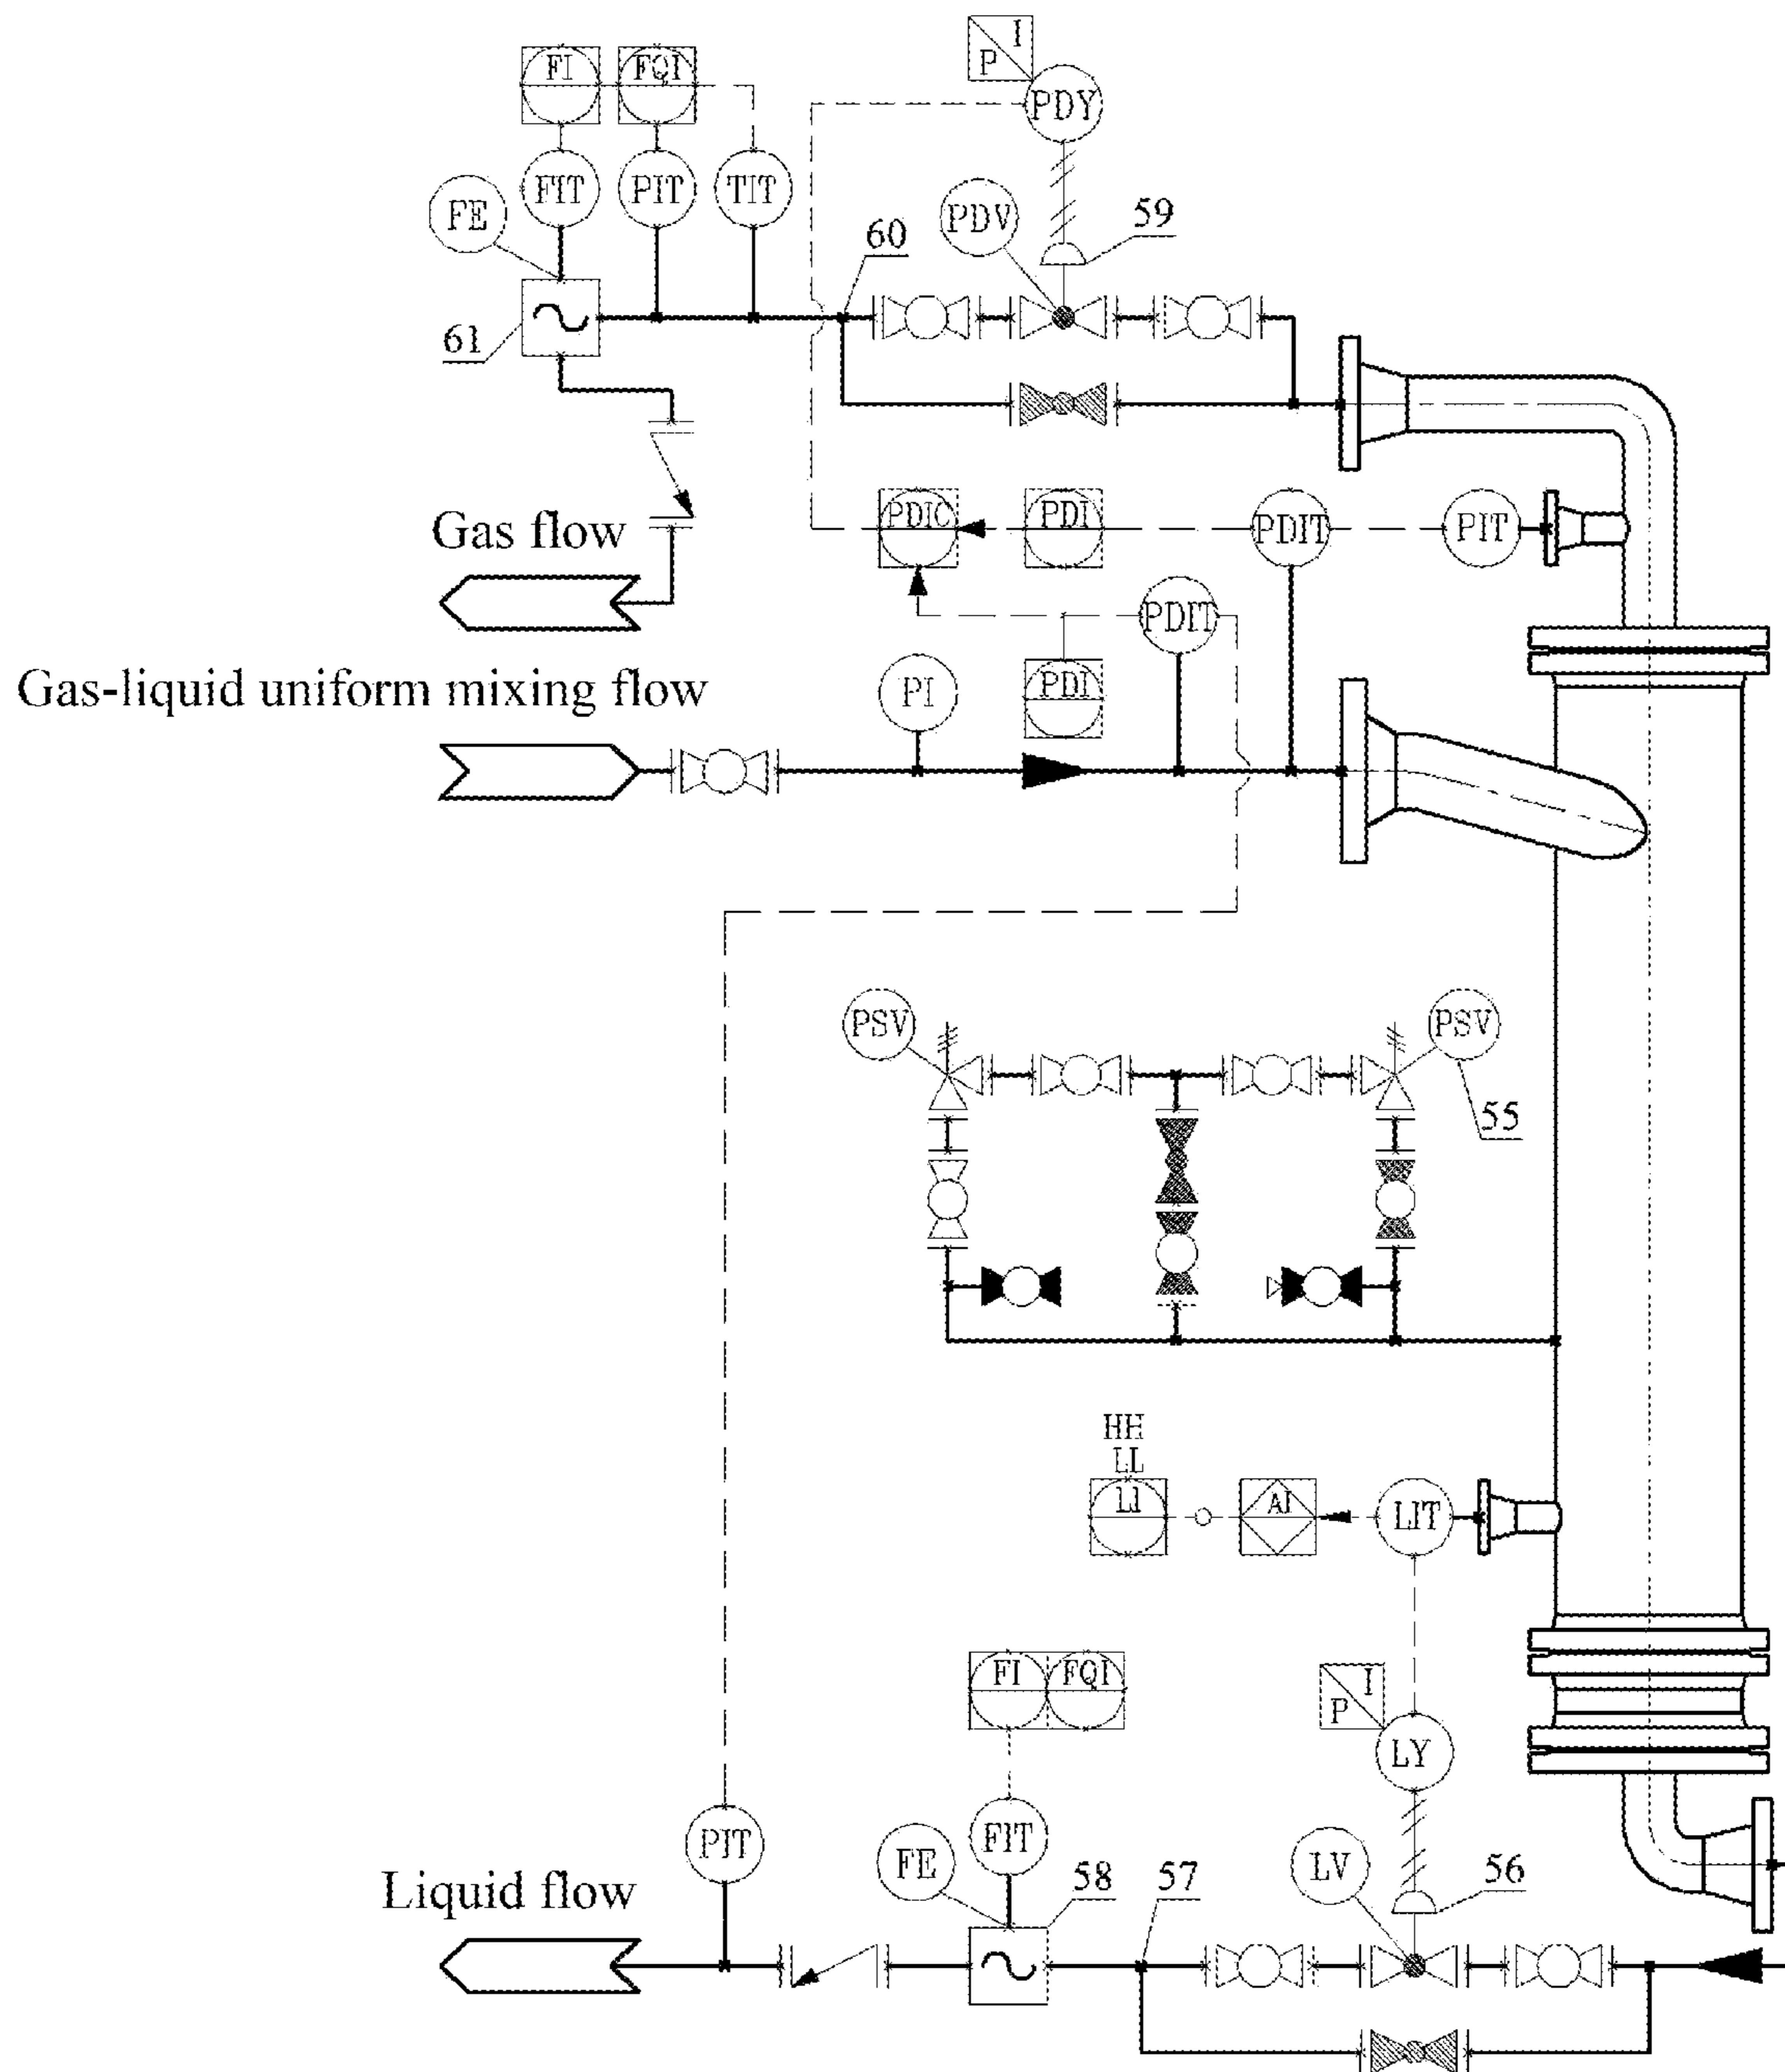 I
P
FI
FQI
PDY
FIT
PIT
TIT
FE
PDV
59
60
61
Gas flow
PDIC
PDI
PDIT
PIT
PDIT
Gas-liquid uniform mixing flow
PI
PDI
PSV
PSV
55
HH
LL
LI
AI
LIT
FI
FQI
I
P
LY
PIT
FIT
FE
LV
58
57
56
Liquid flow